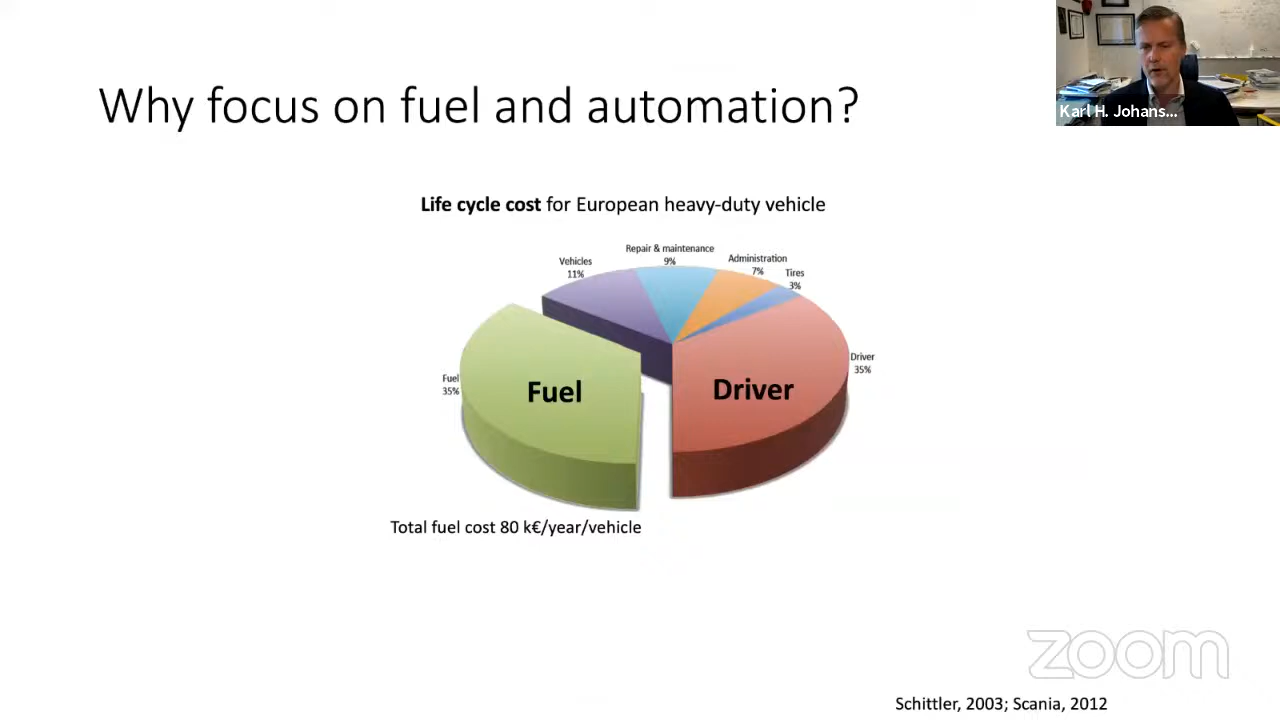 Why focus on fuel and automation?
Karl H. Johans...
Life cycle cost for European heavy-duty vehicle
Repair & maintenance
9%
Vehicles
11%
Administration
7%
Tires
3%
Driver
35%
Fuel
35%
Fuel
Driver
Total fuel cost 80 k€/year/vehicle
zoom
Schittler, 2003; Scania, 2012